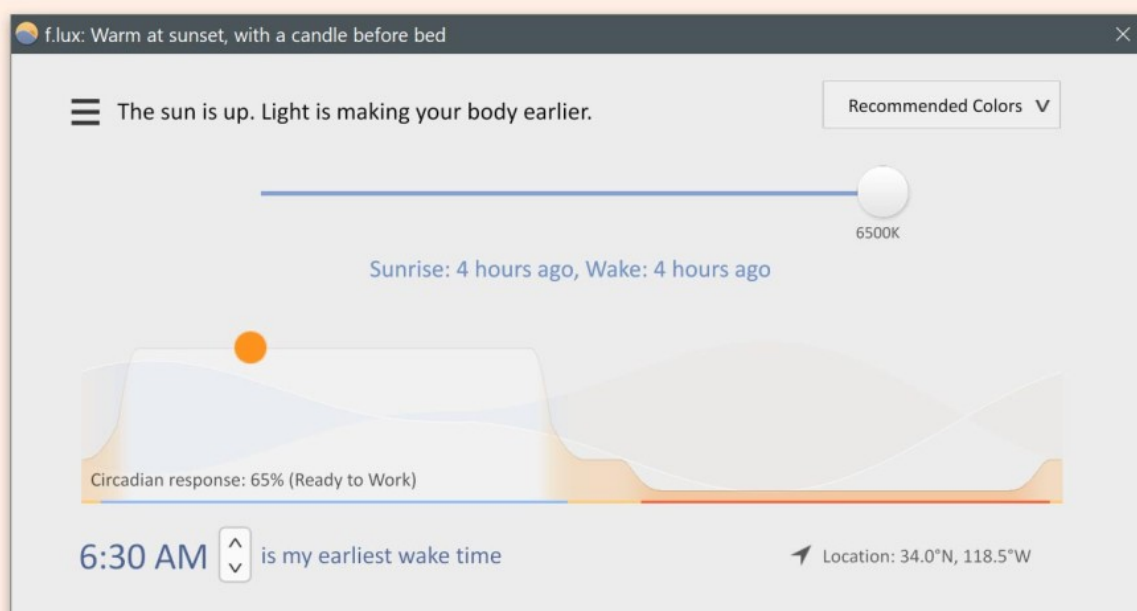 f.lux: Warm at sunset, with a candle before bed
The sun is up. Light is making your body earlier.
Recommended Colors
6500K
Sunrise: 4 hours ago, Wake: 4 hours ago
Circadian response: 65% (Ready to Work)
6:30 AM is my earliest wake time
Location: 34.0°N, 118.5°W